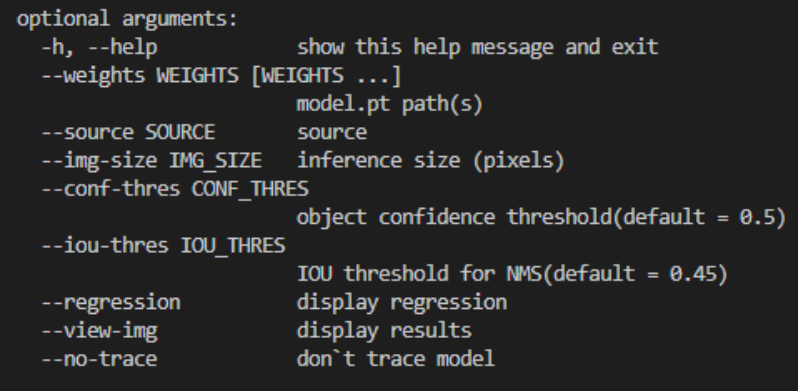 optional arguments:
  -h, --help            show this help message and exit
  --weights WEIGHTS [WEIGHTS ...]
                        model.pt path(s)
  --source SOURCE       source
  --img-size IMG_SIZE   inference size (pixels)
  --conf-thres CONF_THRES
                        object confidence threshold(default = 0.5)
  --iou-thres IOU_THRES
                        IOU threshold for NMS(default = 0.45)
  --regression          display regression
  --view-img            display results
  --no-trace            don`t trace model